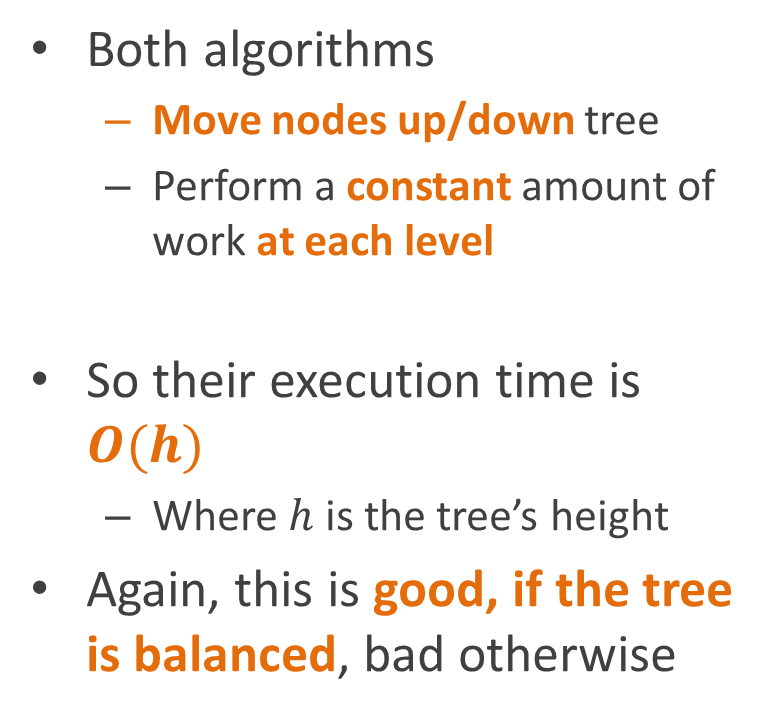 • Both algorithms
– Move nodes up/down tree
– Perform a constant amount of
work at each level
• So their execution time is
O(h)
– Where h is the tree’s height
• Again, this is good, if the tree
is balanced, bad otherwise